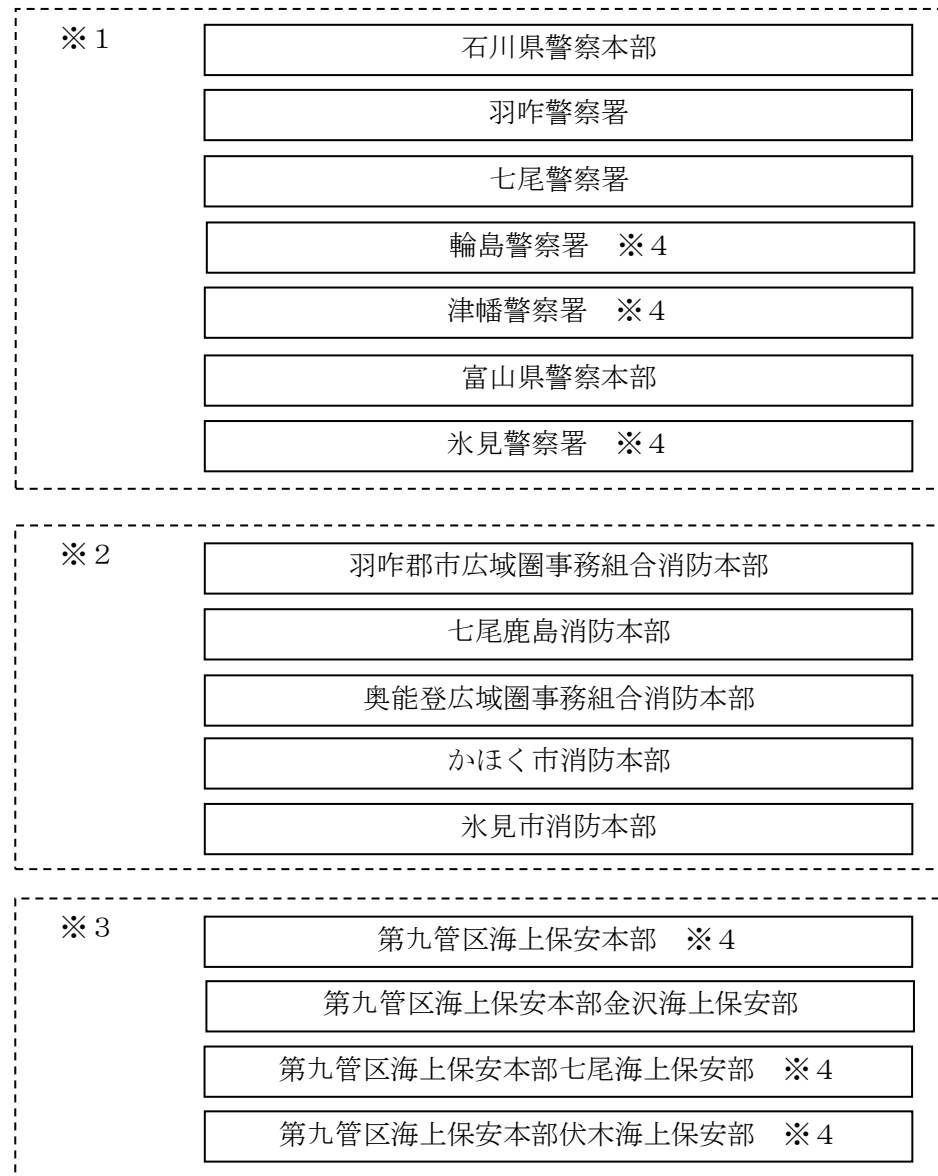 ※１
石川県警察本部
羽咋警察署
七尾警察署
輪島警察署　※４
津幡警察署　※４
富山県警察本部
氷見警察署　※４
※２
羽咋郡市広域圏事務組合消防本部
七尾鹿島消防本部
奥能登広域圏事務組合消防本部
かほく市消防本部
氷見市消防本部
※３
第九管区海上保安本部　※４
第九管区海上保安本部金沢海上保安部
第九管区海上保安本部七尾海上保安部　※４
第九管区海上保安本部伏木海上保安部　※４